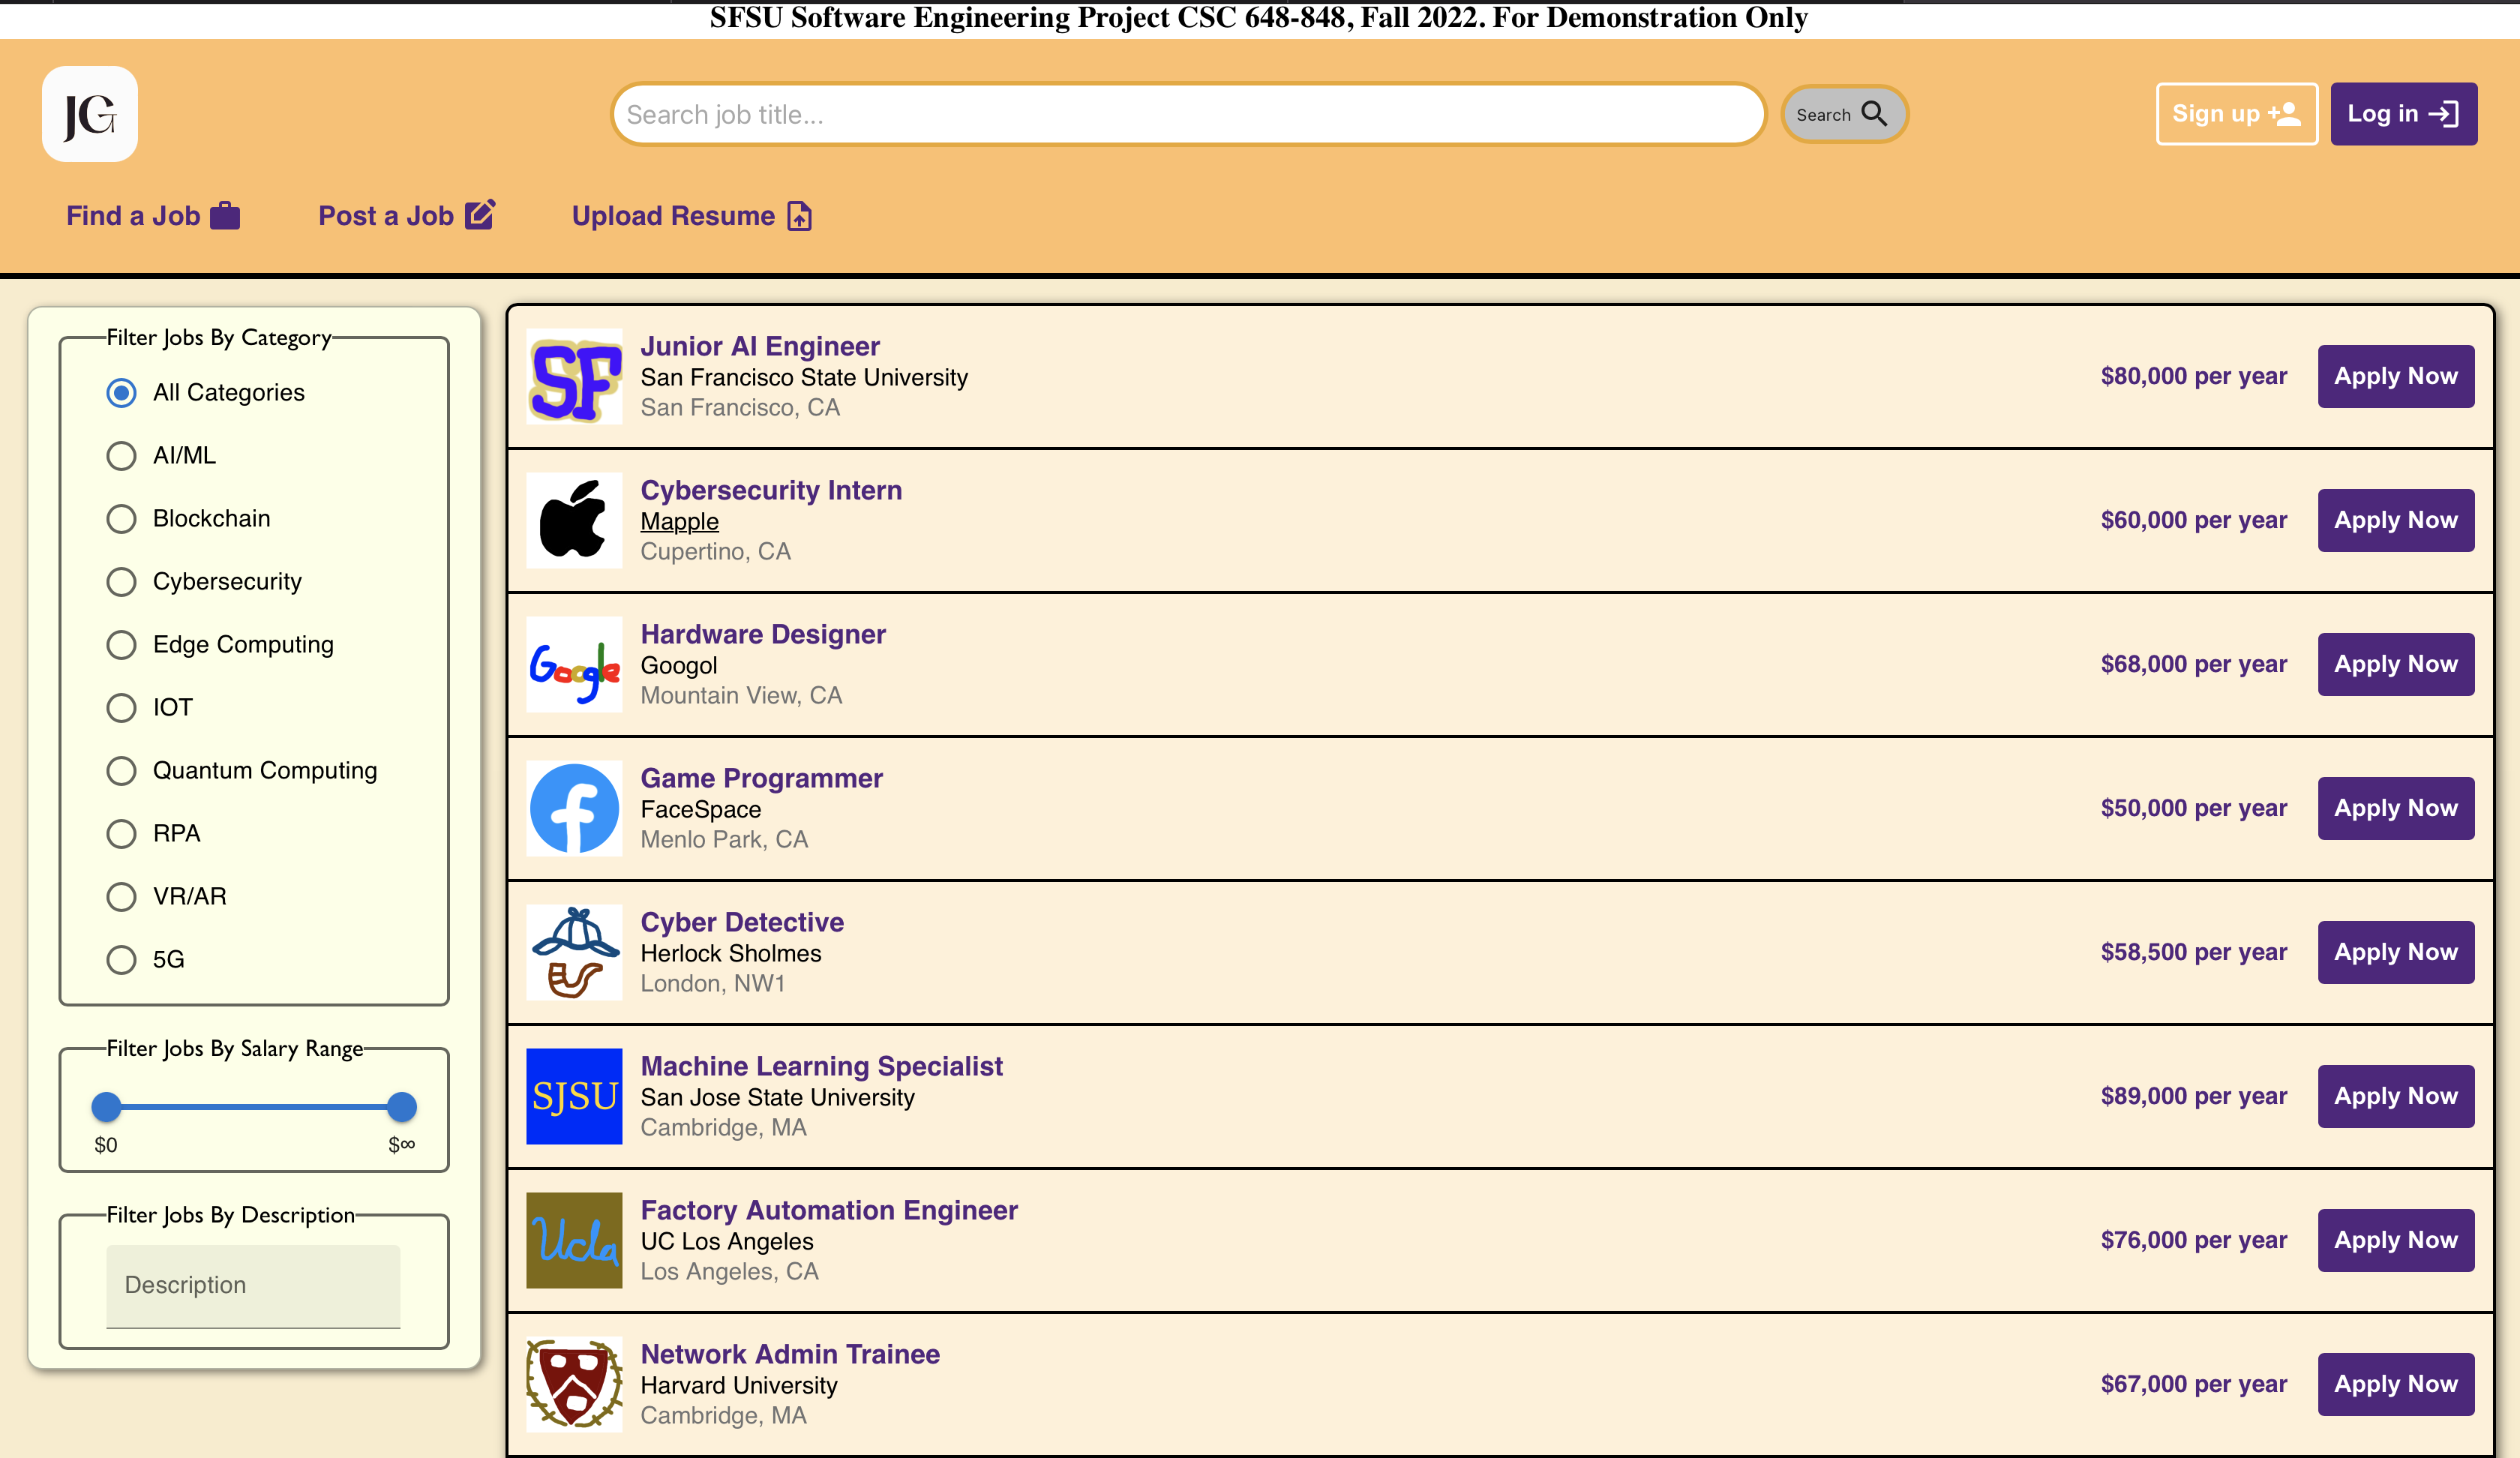 SFSU Software Engineering Project CSC 648-848, Fall 2022. For Demonstration Only
JG
Search job title...
Search
Sign up
Log in
Find a Job
Post a Job
Upload Resume
Filter Jobs By Category
All Categories
AI/ML
Blockchain
Cybersecurity
Edge Computing
IOT
Quantum Computing
RPA
VR/AR
5G
Filter Jobs By Salary Range
$0
$∞
Filter Jobs By Description
Description
SF
Junior AI Engineer
San Francisco State University
San Francisco, CA
$80,000 per year
Apply Now
Cybersecurity Intern
Mapple
Cupertino, CA
$60,000 per year
Apply Now
Google
Hardware Designer
Googol
Mountain View, CA
$68,000 per year
Apply Now
f
Game Programmer
FaceSpace
Menlo Park, CA
$50,000 per year
Apply Now
Cyber Detective
Herlock Sholmes
London, NW1
$58,500 per year
Apply Now
SJSU
Machine Learning Specialist
San Jose State University
Cambridge, MA
$89,000 per year
Apply Now
Ucla
Factory Automation Engineer
UC Los Angeles
Los Angeles, CA
$76,000 per year
Apply Now
Network Admin Trainee
Harvard University
Cambridge, MA
$67,000 per year
Apply Now